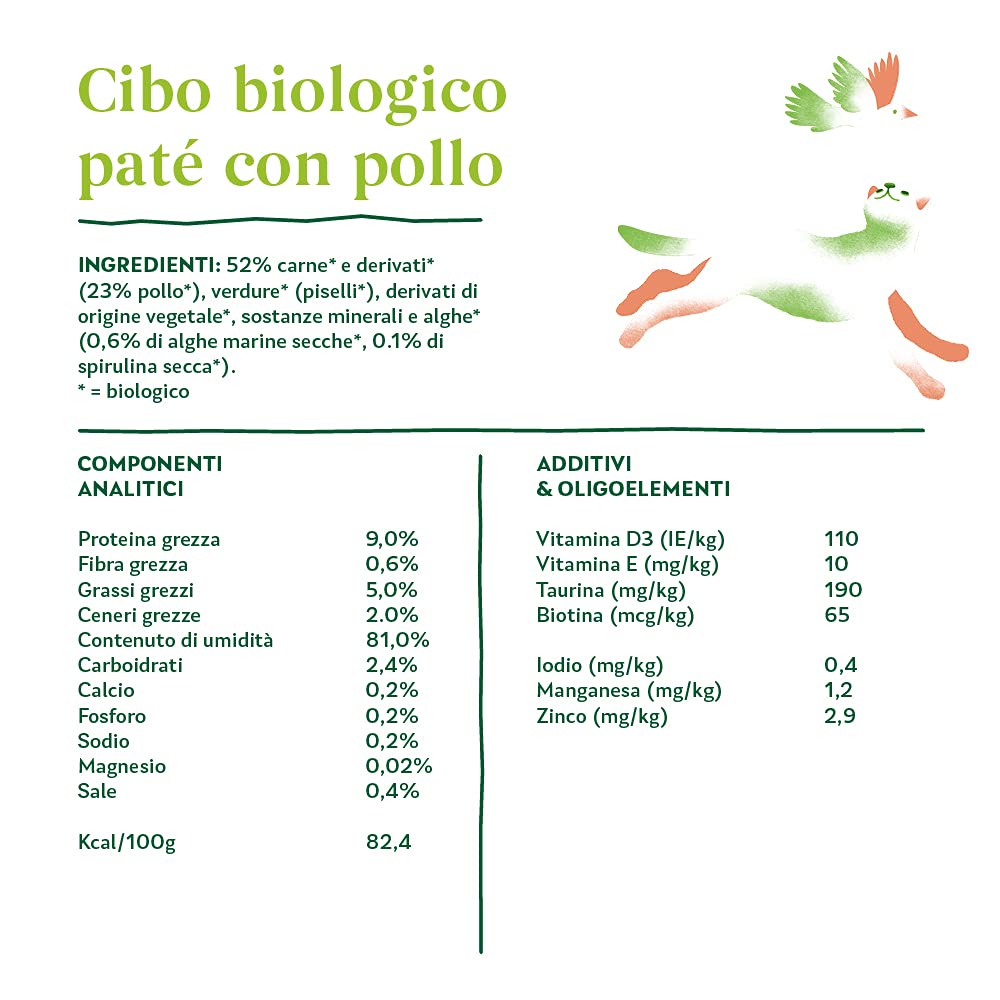 Cibo biologico
paté con pollo
INGREDIENTI: 52% carne* e derivati*
(23% pollo*), verdure* (piselli*), derivati di
origine vegetale*, sostanze minerali e alghe*
(0,6% di alghe marine secche*, 0.1% di
spirulina secca*).
* = biologico
COMPONENTI
ANALITICI
Proteina grezza 9,0%
Fibra grezza 0,6%
Grassi grezzi 5,0%
Ceneri grezze 2.0%
Contenuto di umidità 81,0%
Carboidrati 2,4%
Calcio 0,2%
Fosforo 0,2%
Sodio 0,2%
Magnesio 0,02%
Sale 0,4%
Kcal/100g 82,4
ADDITIVI
& OLIGOELEMENTI
Vitamina D3 (IE/kg) 110
Vitamina E (mg/kg) 10
Taurina (mg/kg) 190
Biotina (mcg/kg) 65
Iodio (mg/kg) 0,4
Manganesa (mg/kg) 1,2
Zinco (mg/kg) 2,9